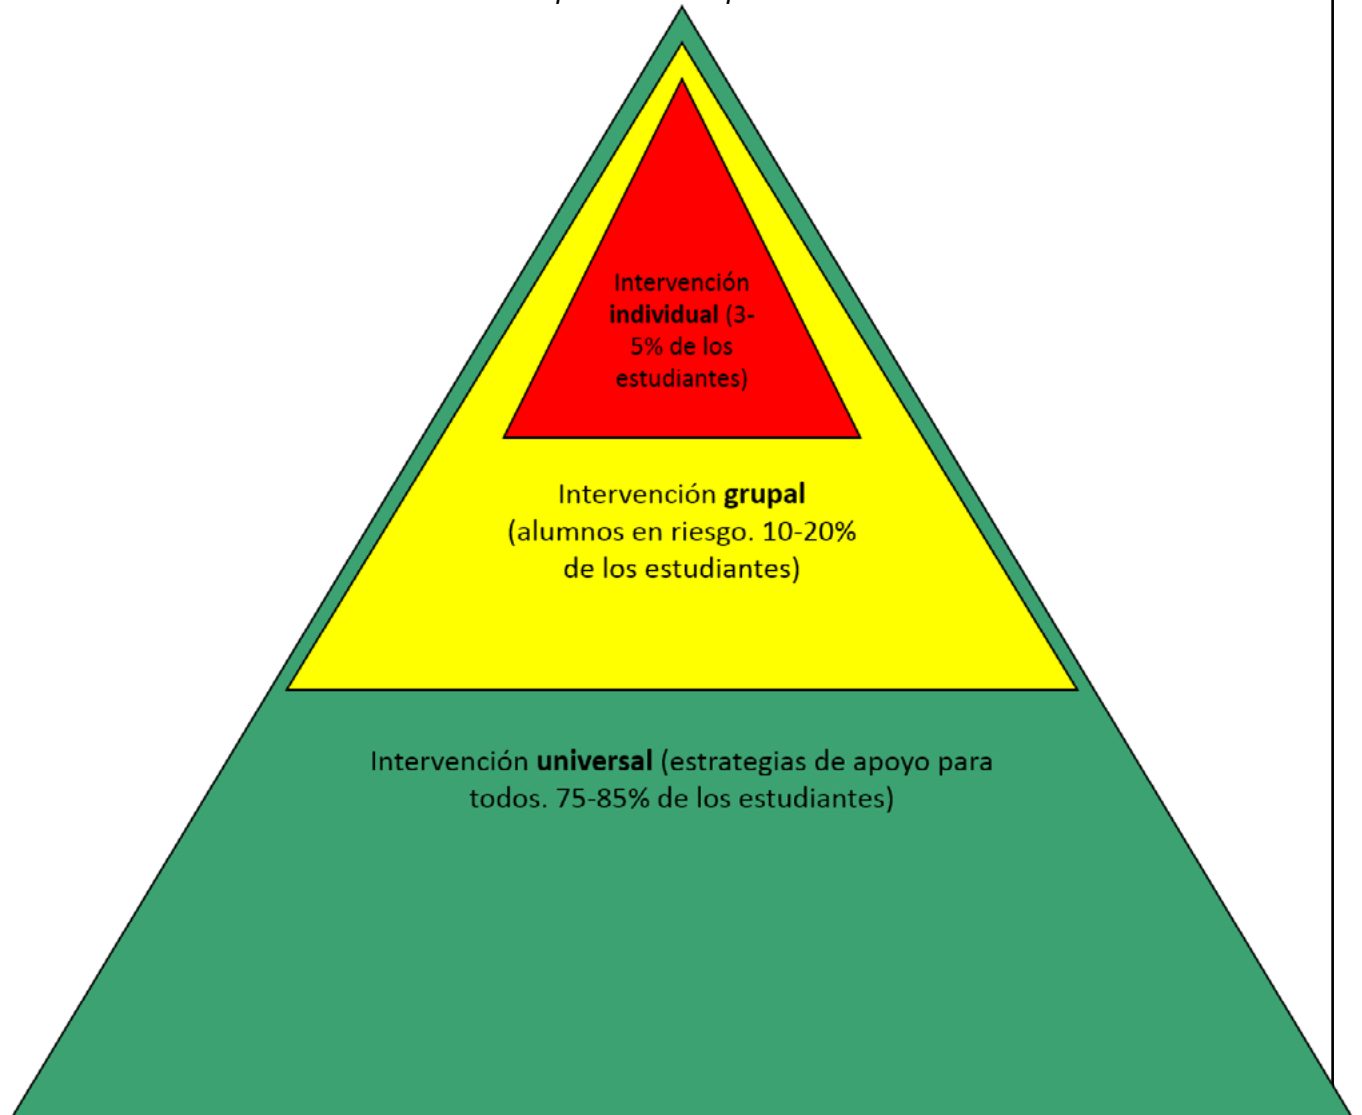 Intervención
individual (3-
5% de los
estudiantes)
Intervención grupal
(alumnos en riesgo. 10-20%
de los estudiantes)
Intervención universal (estrategias de apoyo para
todos. 75-85% de los estudiantes)